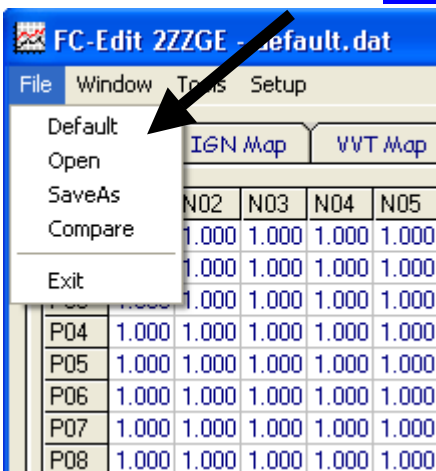 FC-Edit 2ZZGE - default.dat
File Window Tools Setup
Default
Open
SaveAs
Compare
Exit
IGN Map VVT Map
N02 N03 N04 N05
1.000 1.000 1.000 1.000
1.000 1.000 1.000 1.000
1.000 1.000 1.000 1.000
P04 1.000 1.000 1.000 1.000 1.000
P05 1.000 1.000 1.000 1.000 1.000
P06 1.000 1.000 1.000 1.000 1.000
P07 1.000 1.000 1.000 1.000 1.000
P08 1.000 1.000 1.000 1.000 1.000